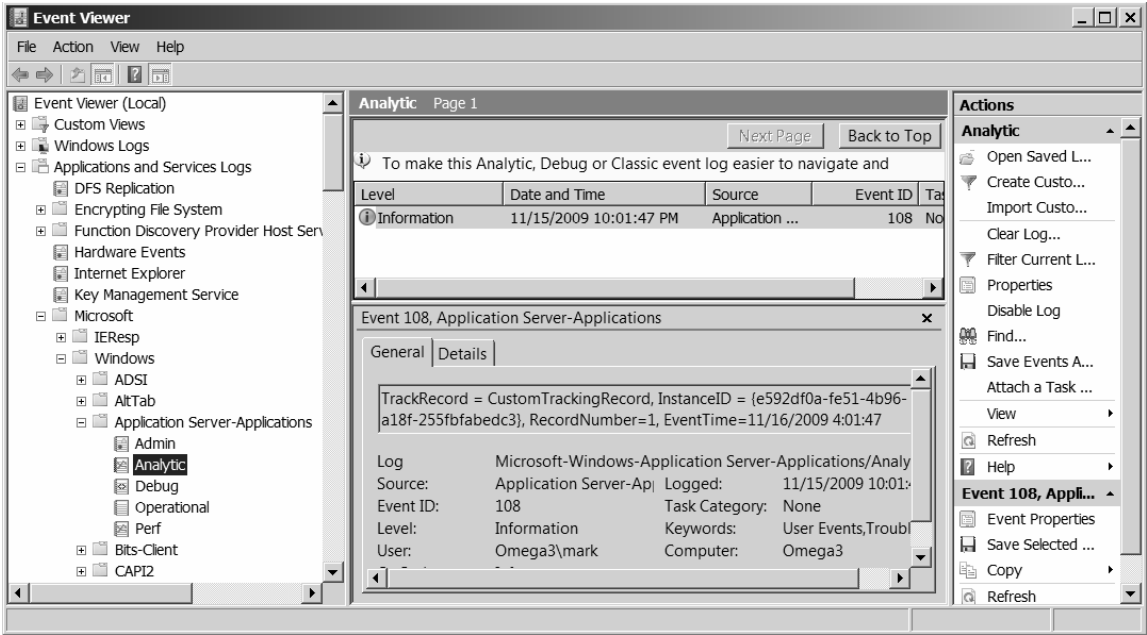 Event Viewer
File Action View Help
Event Viewer (Local)
Custom Views
Windows Logs
Applications and Services Logs
DFS Replication
Encrypting File System
Function Discovery Provider Host Serv
Hardware Events
Internet Explorer
Key Management Service
Microsoft
IEResp
Windows
ADSI
AltTab
Application Server-Applications
Admin
Analytic
Debug
Operational
Perf
Bits-Client
CAPI2
Analytic Page 1
Next Page Back to Top
To make this Analytic, Debug or Classic event log easier to navigate and
Level Date and Time Source Event ID Tas
Information 11/15/2009 10:01:47 PM Application ... 108 No
Event 108, Application Server-Applications
General Details
TrackRecord = CustomTrackingRecord, InstanceID = {e592df0a-fe51-4b96-
a18f-255fbfabedc3}, RecordNumber=1, EventTime=11/16/2009 4:01:47
Log Microsoft-Windows-Application Server-Applications/Analy
Source: Application Server-Ap Logged: 11/15/2009 10:01:
Event ID: 108 Task Category: None
Level: Information Keywords: User Events,Troubl
User: Omega3\mark Computer: Omega3
Actions
Analytic
Open Saved L...
Create Custo...
Import Custo...
Clear Log...
Filter Current L...
Properties
Disable Log
Find...
Save Events A...
Attach a Task ...
View
Refresh
Help
Event 108, Appli...
Event Properties
Save Selected ...
Copy
Refresh